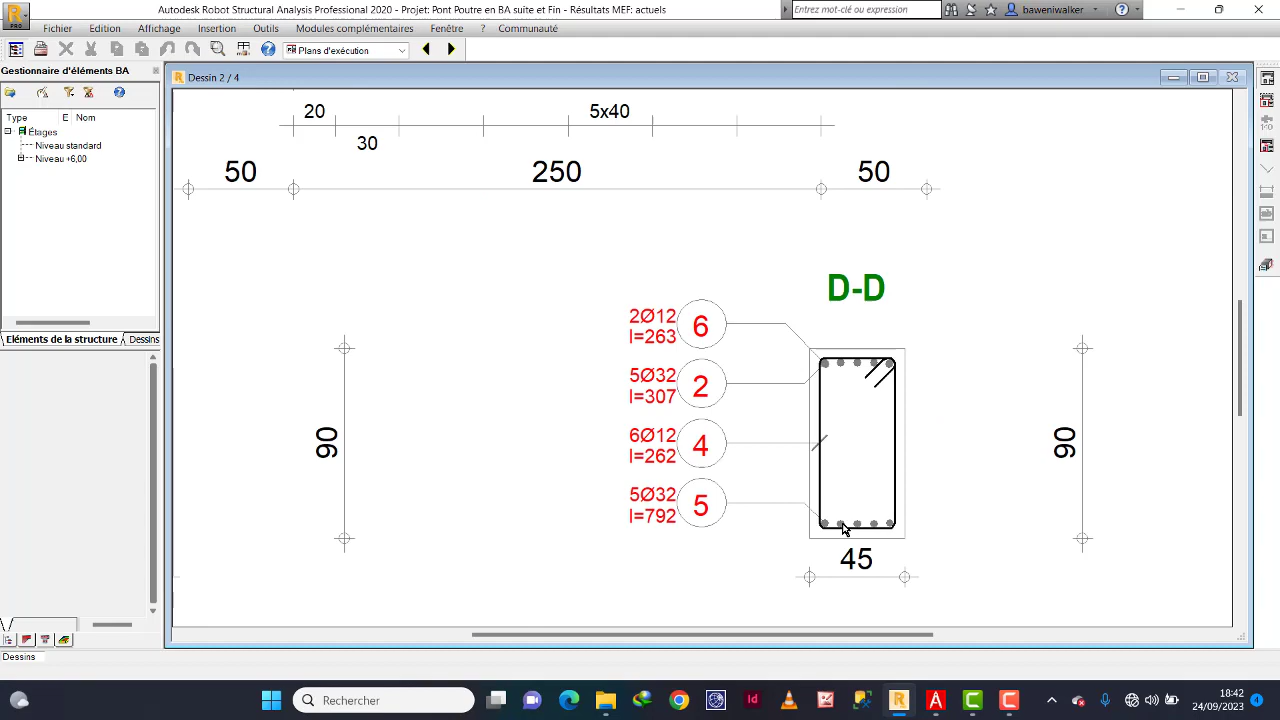 Autodesk Robot Structural Analysis Professional 2020 - Projet: Pont Poutre en BA suite et Fin - Résultats MEF: actuels
Entrez mot-clé ou expression
baweniwalker
PRO
Fichier Edition Affichage Insertion Outils Modules complémentaires Fenêtre ? Communauté
Plans d'exécution
Gestionnaire d'éléments BA
Type E Nom
Étages
Niveau standard
Niveau +6,00
Eléments de la structure Dessins
Dessin 2 / 4
20 5x40
30
50 250 50
D-D
2Ø12
l=263
6
5Ø32
l=307
2
6Ø12
l=262
4
5Ø32
l=792
5
90
90
45
Dessins
Rechercher
18:42
24/09/2023